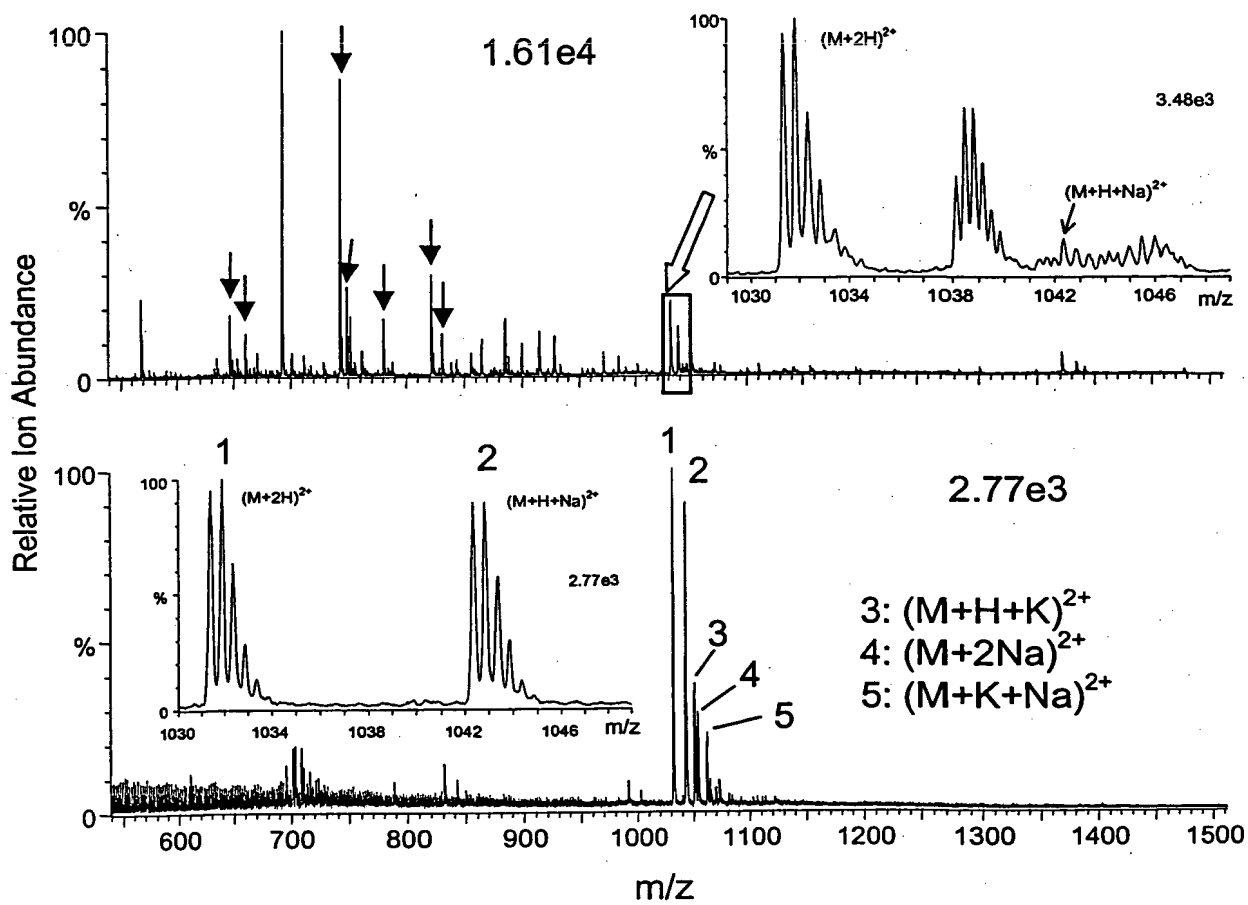 100
%
0
1.61e4
100
%
0
(M+2H)2+
3.48e3
(M+H+Na)2+
1030
1034
1038
1042
1046
m/z
Relative Ion Abundance
100
%
0
1
2
2.77e3
3
4
5
3: (M+H+K)2+
4: (M+2Na)2+
5: (M+K+Na)2+
1
2
100
%
0
(M+2H)2+
(M+H+Na)2+
2.77e3
1030
1034
1038
1042
1046
m/z
600
700
800
900
1000
1100
1200
1300
1400
1500
m/z